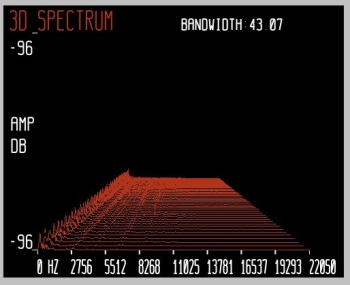 3D_SPECTRUM
BANDWIDTH:43.07
-96
AMP
DB
-96
0 HZ 2756 5512 8268 11025 13781 16537 19293 22050